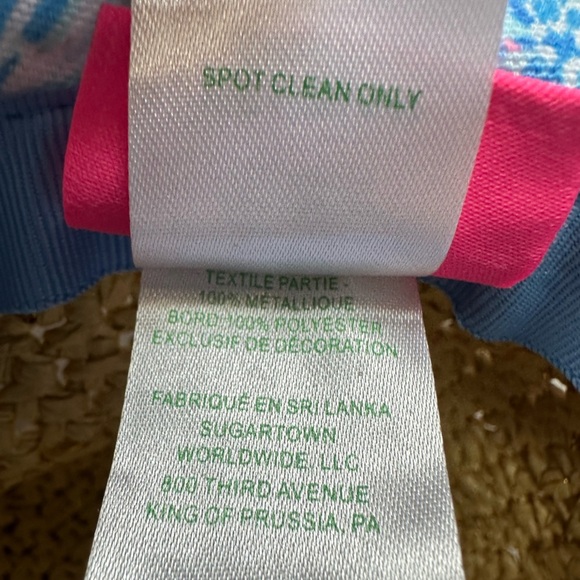 SPOT CLEAN ONLY
TEXTILE PARTIE -
100% MÉTALLIQUE
BORD-100% POLYESTER
EXCLUSIF DE DÉCORATION
FABRIQUÉ EN SRI LANKA
SUGARTOWN
WORLDWIDE, LLC
800 THIRD AVENUE
KING OF PRUSSIA, PA